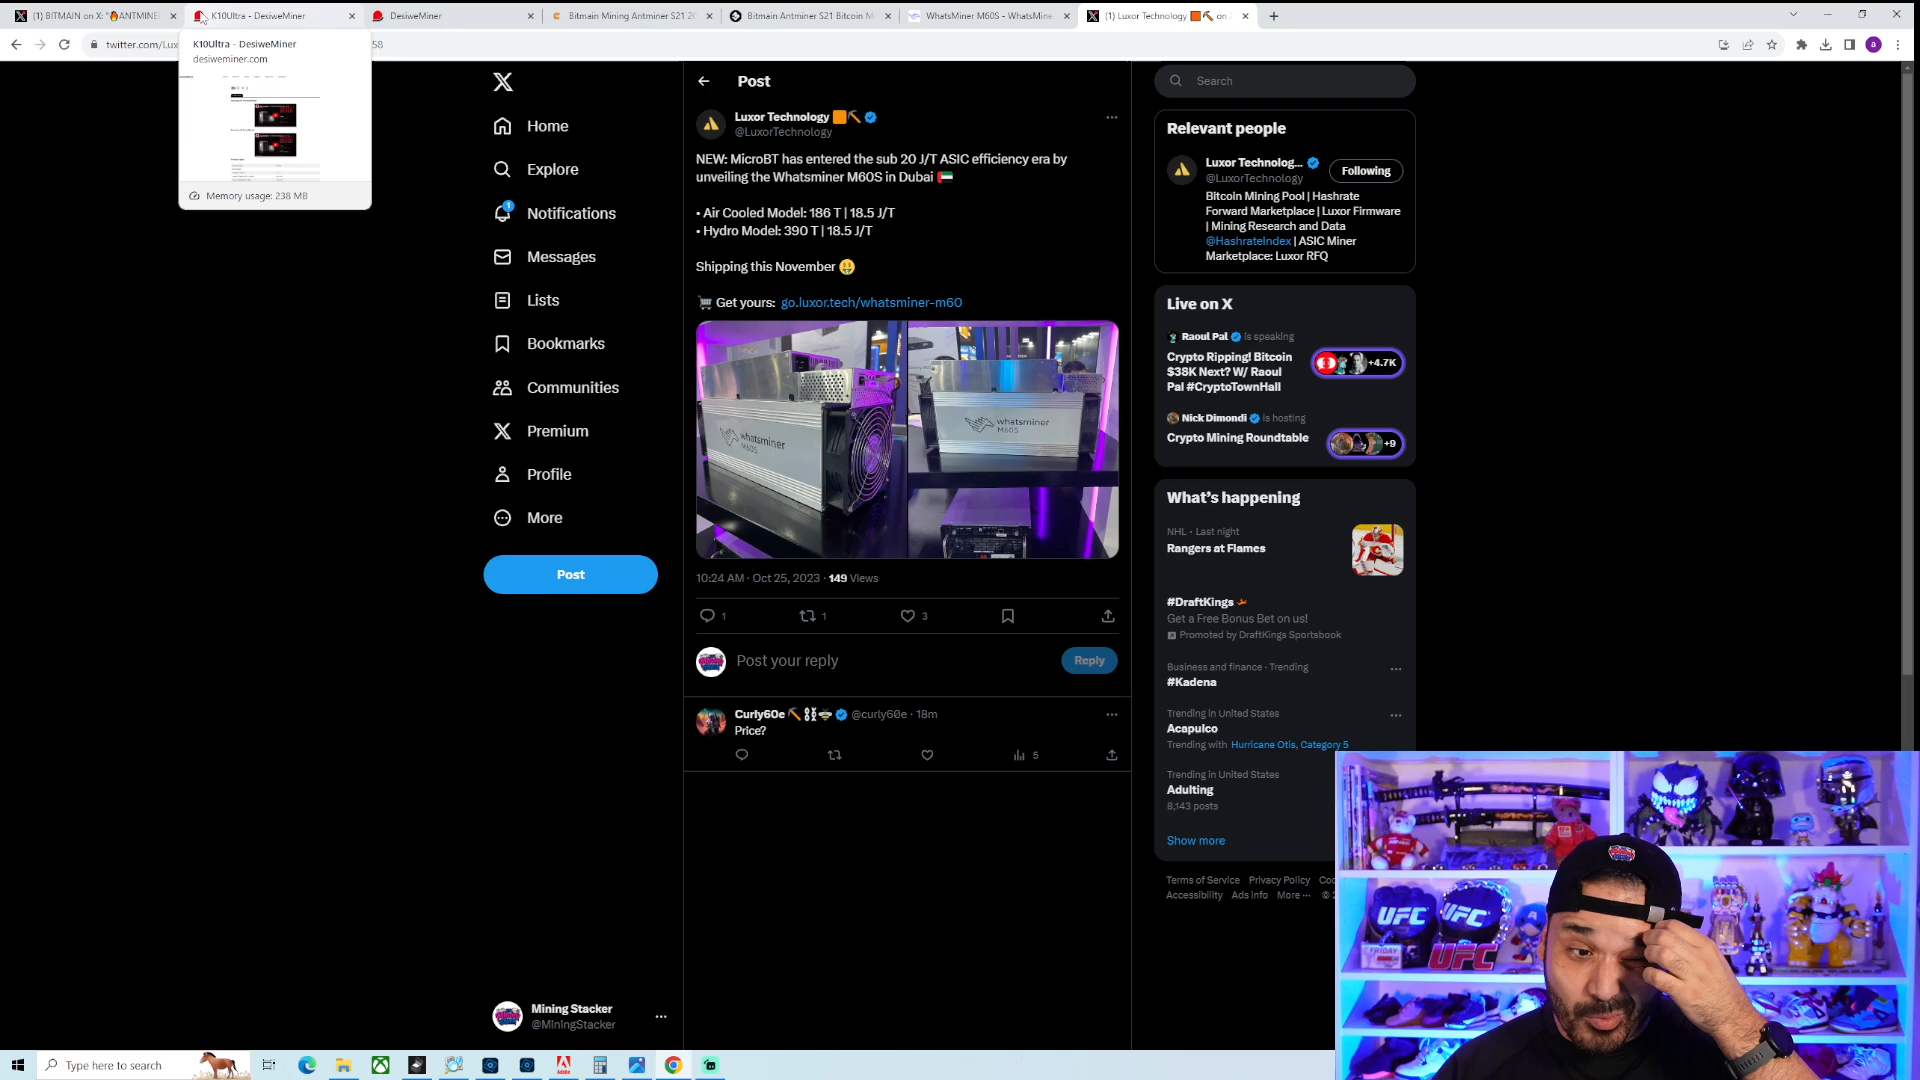 (1) BITMAIN on X: "🔥ANTMINE
K10Ultra - DesiweMiner
DesiweMiner
Bitmain Mining Antminer S21 20
Bitmain Antminer S21 Bitcoin M
WhatsMiner M60S - WhatsMine
(1) Luxor Technology 🟧⛏️ on
twitter.com/Lux
58
K10Ultra - DesiweMiner
desiweminer.com
Memory usage: 238 MB
Home
Explore
1
Notifications
Messages
Lists
Bookmarks
Communities
Premium
Profile
More
Post
Mining Stacker
@MiningStacker
Post
Luxor Technology 🟧⛏️
@LuxorTechnology
NEW: MicroBT has entered the sub 20 J/T ASIC efficiency era by
unveiling the Whatsminer M60S in Dubai 🇦🇪
• Air Cooled Model: 186 T | 18.5 J/T
• Hydro Model: 390 T | 18.5 J/T
Shipping this November 🤑
🛒 Get yours: go.luxor.tech/whatsminer-m60
whatsminer
M60S
whatsminer
M60S
10:24 AM · Oct 25, 2023 · 149 Views
1
1
3
Post your reply
Reply
Curly60e ⛏️⛓️🐝 @curly60e · 18m
Price?
5
Search
Relevant people
Luxor Technolog...
@LuxorTechnology
Following
Bitcoin Mining Pool | Hashrate
Forward Marketplace | Luxor Firmware
| Mining Research and Data
@HashrateIndex | ASIC Miner
Marketplace: Luxor RFQ
Live on X
Raoul Pal is speaking
Crypto Ripping! Bitcoin
$38K Next? W/ Raoul
Pal #CryptoTownHall
+4.7K
Nick Dimondi is hosting
Crypto Mining Roundtable
+9
What's happening
NHL · Last night
Rangers at Flames
#DraftKings
Get a Free Bonus Bet on us!
Promoted by DraftKings Sportsbook
Business and finance · Trending
#Kadena
Trending in United States
Acapulco
Trending with Hurricane Otis, Category 5
Trending in United States
Adulting
8,143 posts
Show more
Terms of Service Privacy Policy Coo
Accessibility Ads info More ··· © 2
UFC
UFC
FRIDAY
UFC
Type here to search